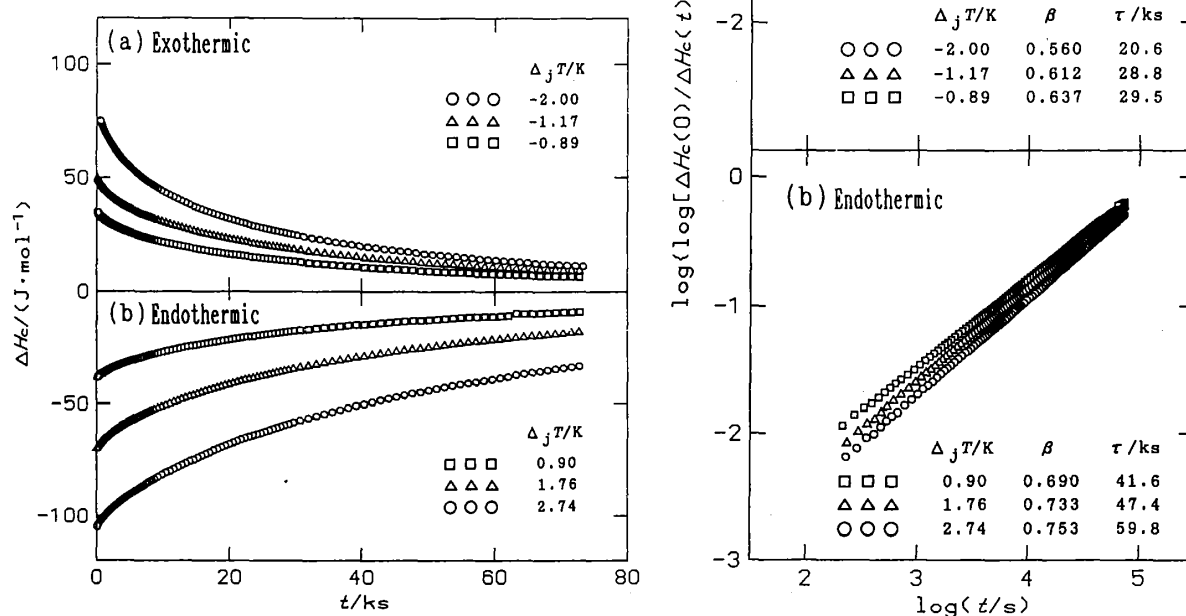 (a) Exothermic
ΔjT/K
○ ○ ○ -2.00
△ △ △ -1.17
□ □ □ -0.89
100
50
0
(b) Endothermic
-50
-100
ΔjT/K
□ □ □ 0.90
△ △ △ 1.76
○ ○ ○ 2.74
0 20 40 60 80
t/ks
ΔHc/(J·mol⁻¹)
-2
ΔjT/K β τ/ks
○ ○ ○ -2.00 0.560 20.6
△ △ △ -1.17 0.612 28.8
□ □ □ -0.89 0.637 29.5
0
(b) Endothermic
-1
-2
-3
ΔjT/K β τ/ks
□ □ □ 0.90 0.690 41.6
△ △ △ 1.76 0.733 47.4
○ ○ ○ 2.74 0.753 59.8
2 3 4 5
log(t/s)
log(log[ΔHc(0)/ΔHc(t)